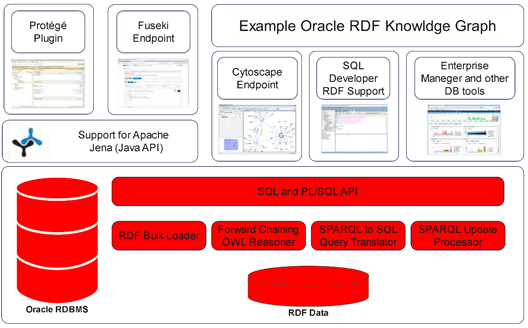 Protégé
Plugin
Fuseki
Endpoint
Example Oracle RDF Knowldge Graph
Cytoscape
Endpoint
SQL
Developer
RDF Support
Enterprise
Maneger and other
DB tools
Support for Apache
Jena (Java API)
SQL and PL/SQL API
RDF Bulk Loader
Forward Chaining
OWL Reasoner
SPARQL to SQL
Query Translator
SPARQL Update
Processor
Oracle RDBMS
RDF Data